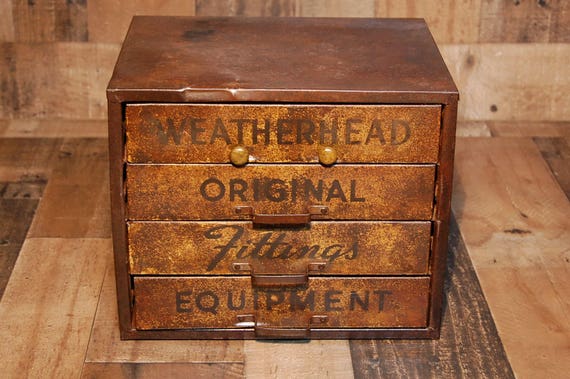 WEATHERHEAD
ORIGINAL
Fittings
EQUIPMENT